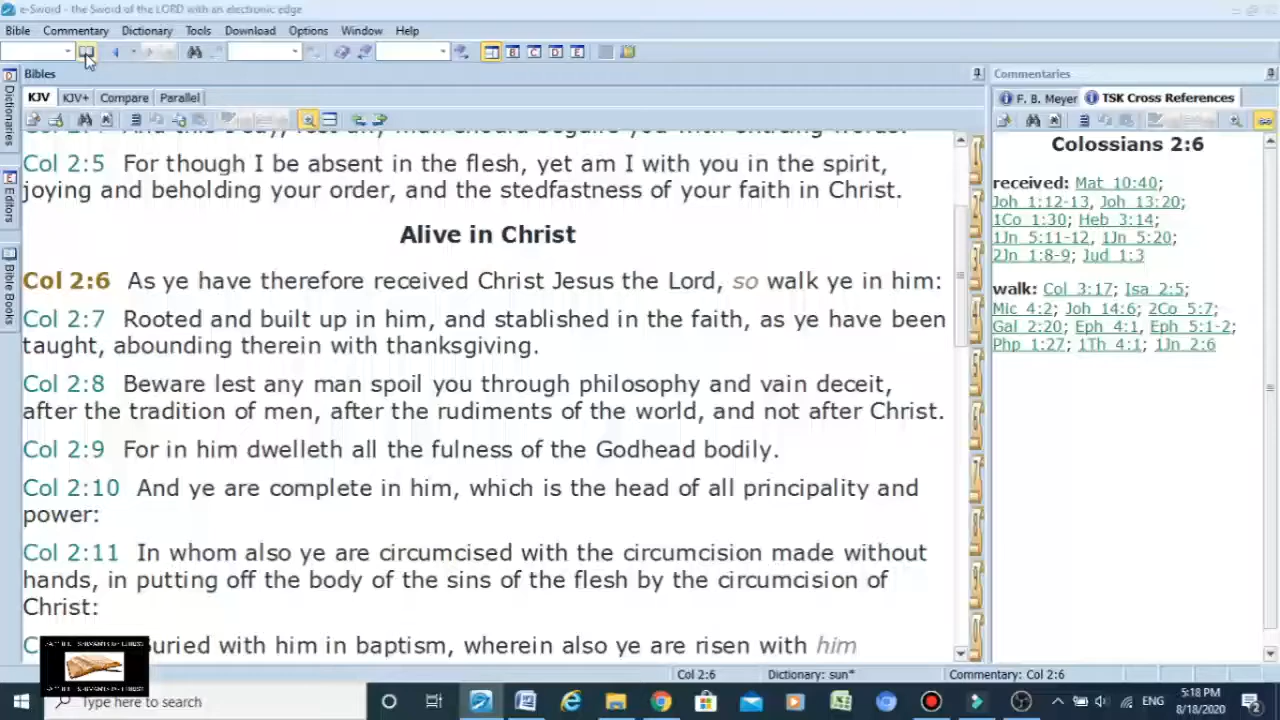 e-Sword - the Sword of the LORD with an electronic edge
Bible Commentary Dictionary Tools Download Options Window Help
B C D E
Bibles
KJV KJV+ Compare Parallel
Dictionaries
Editors
Bible Books
Col 2:5 For though I be absent in the flesh, yet am I with you in the spirit,
joying and beholding your order, and the stedfastness of your faith in Christ.
Alive in Christ
Col 2:6 As ye have therefore received Christ Jesus the Lord, so walk ye in him:
Col 2:7 Rooted and built up in him, and stablished in the faith, as ye have been
taught, abounding therein with thanksgiving.
Col 2:8 Beware lest any man spoil you through philosophy and vain deceit,
after the tradition of men, after the rudiments of the world, and not after Christ.
Col 2:9 For in him dwelleth all the fulness of the Godhead bodily.
Col 2:10 And ye are complete in him, which is the head of all principality and
power:
Col 2:11 In whom also ye are circumcised with the circumcision made without
hands, in putting off the body of the sins of the flesh by the circumcision of
Christ:
uried with him in baptism, wherein also ye are risen with him
Commentaries
F. B. Meyer TSK Cross References
Colossians 2:6
received: Mat 10:40;
Joh 1:12-13, Joh 13:20;
1Co 1:30; Heb 3:14;
1Jn 5:11-12, 1Jn 5:20;
2Jn 1:8-9; Jud 1:3
walk: Col 3:17; Isa 2:5;
Mic 4:2; Joh 14:6; 2Co 5:7;
Gal 2:20; Eph 4:1, Eph 5:1-2;
Php 1:27; 1Th 4:1; 1Jn 2:6
Col 2:6 Dictionary: sun* Commentary: Col 2:6
Type here to search
ENG
5:18 PM
8/18/2020
2